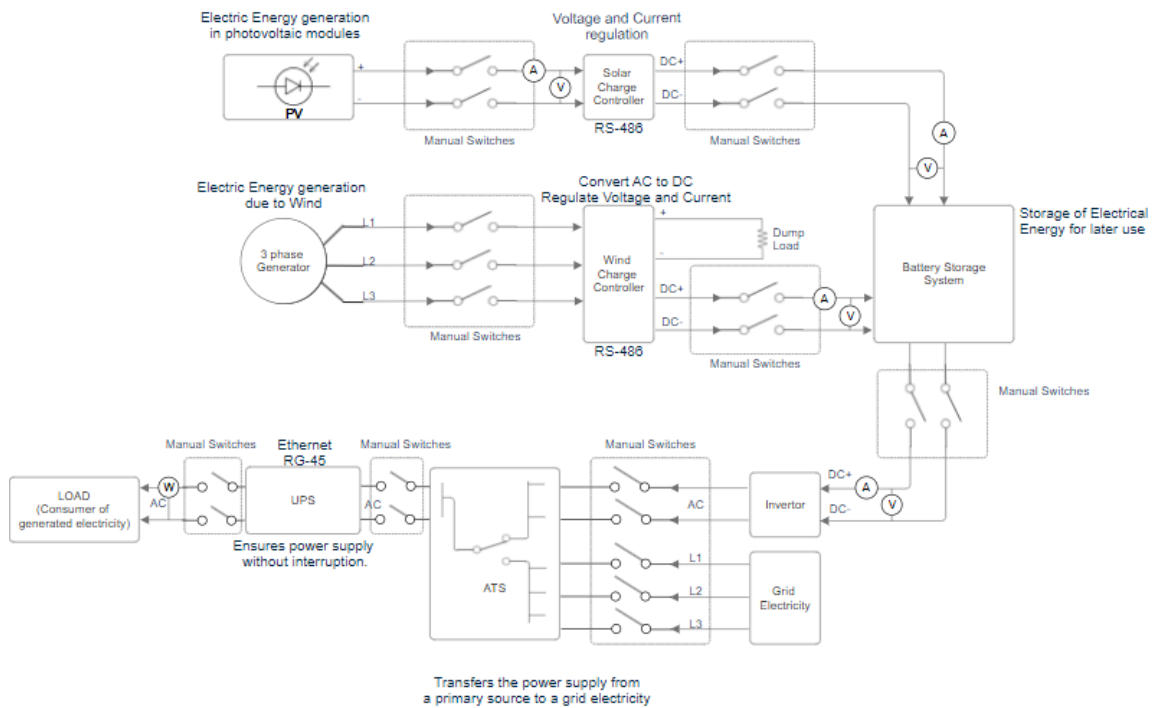 Electric Energy generation
in photovoltaic modules
Voltage and Current
regulation
+
-
PV
A
V
Solar
Charge
Controller
DC+
DC-
RS-486
Manual Switches
Manual Switches
A
V
Electric Energy generation
due to Wind
Convert AC to DC
Regulate Voltage and Current
3 phase
Generator
L1
L2
L3
Manual Switches
Wind
Charge
Controller
RS-486
+
-
Dump
Load
DC+
DC-
A
V
Manual Switches
Battery Storage
System
Storage of Electrical
Energy for later use
Manual Switches
Manual Switches
Ethernet
RG-45
Manual Switches
Manual Switches
LOAD
(Consumer of
generated electricity)
W
AC
UPS
AC
Ensures power supply
without interruption.
ATS
AC
Invertor
DC+
DC-
A
V
L1
L2
L3
Grid
Electricity
Transfers the power supply from
a primary source to a grid electricity